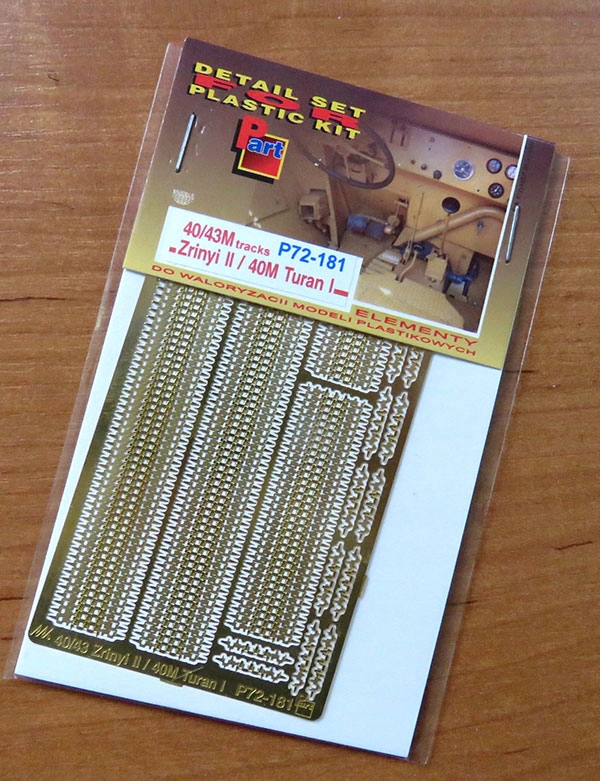 DETAIL SET
FOR
PLASTIC KIT
Part
40/43M tracks P72-181
Zrinyi II / 40M Turan I
ELEMENTY
DO WALORYZACJI MODELI PLASTIKOWYCH
40/43 Zrinyi II / 40M Turan I P72-181 Part